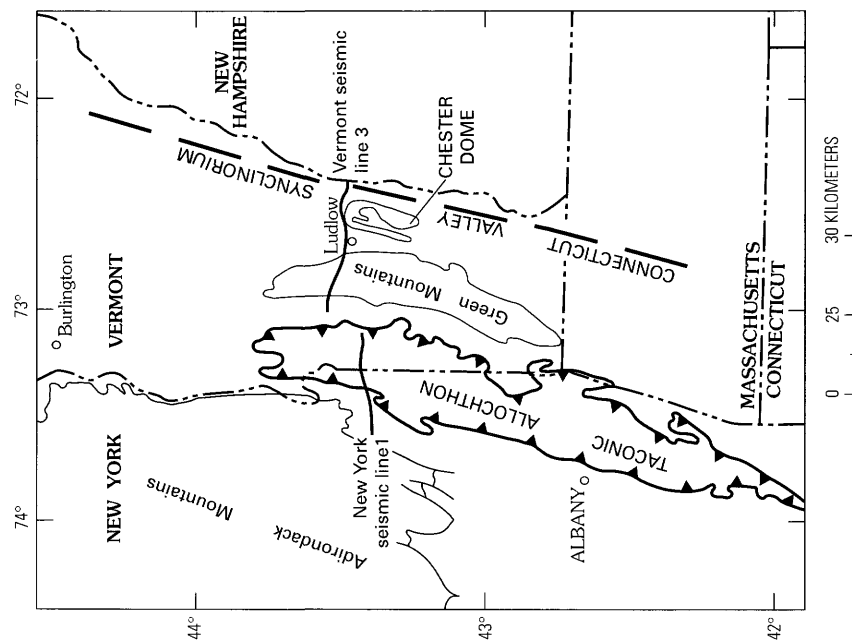 74°
73°
72°
44°
43°
42°
NEW YORK
VERMONT
NEW
HAMPSHIRE
Burlington
Adirondack
Mountains
SYNCLINORIUM
VALLEY
CONNECTICUT
Ludlow
Vermont seismic
line 3
New York
seismic line1
Green Mountains
CHESTER
DOME
TACONIC
ALLOCHTHON
ALBANY
MASSACHUSETTS
CONNECTICUT
0
25
30 KILOMETERS